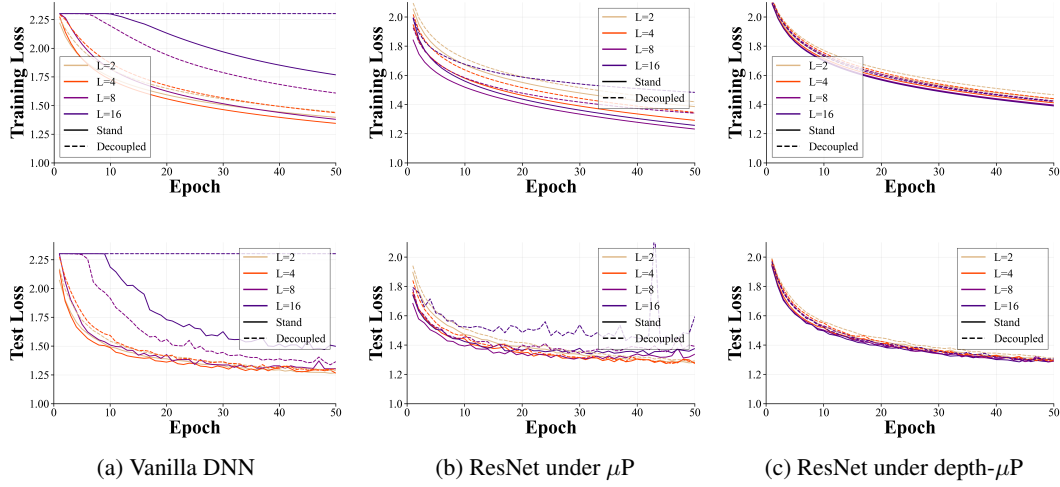 Training Loss
2.25
2.00
1.75
1.50
1.25
1.00
L=2
L=4
L=8
L=16
Stand
Decoupled
0 10 20 30 40 50
Epoch
Training Loss
2.0
1.8
1.6
1.4
1.2
1.0
L=2
L=4
L=8
L=16
Stand
Decoupled
0 10 20 30 40 50
Epoch
Training Loss
2.0
1.8
1.6
1.4
1.2
1.0
L=2
L=4
L=8
L=16
Stand
Decoupled
0 10 20 30 40 50
Epoch
Test Loss
2.25
2.00
1.75
1.50
1.25
1.00
L=2
L=4
L=8
L=16
Stand
Decoupled
0 10 20 30 40 50
Epoch
Test Loss
2.0
1.8
1.6
1.4
1.2
1.0
L=2
L=4
L=8
L=16
Stand
Decoupled
0 10 20 30 40 50
Epoch
Test Loss
2.0
1.8
1.6
1.4
1.2
1.0
L=2
L=4
L=8
L=16
Stand
Decoupled
0 10 20 30 40 50
Epoch
(a) Vanilla DNN
(b) ResNet under μP
(c) ResNet under depth-μP